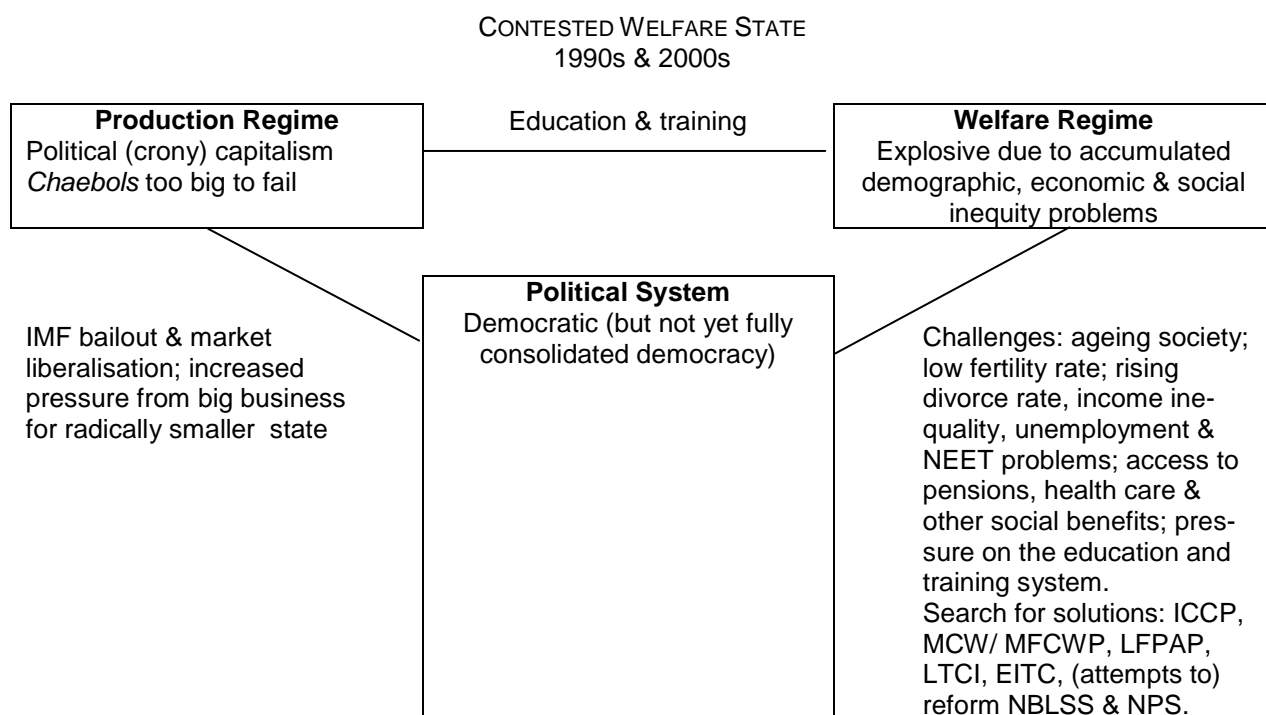 CONTESTED WELFARE STATE
1990s & 2000s
Production Regime
Political (crony) capitalism
Chaebols too big to fail
Education & training
Welfare Regime
Explosive due to accumulated
demographic, economic & social
inequity problems
Political System
Democratic (but not yet fully
consolidated democracy)
IMF bailout & market
liberalisation; increased
pressure from big business
for radically smaller state
Challenges: ageing society;
low fertility rate; rising
divorce rate, income ine-
quality, unemployment &
NEET problems; access to
pensions, health care &
other social benefits; pres-
sure on the education and
training system.
Search for solutions: ICCP,
MCW/ MFCWP, LFPAP,
LTCI, EITC, (attempts to)
reform NBLSS & NPS.